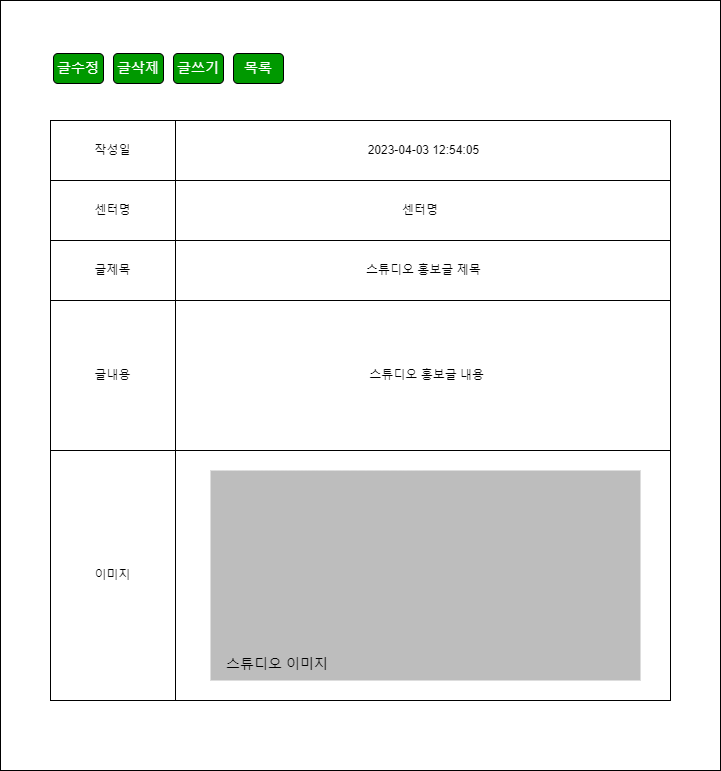 글수정 글삭제 글쓰기 목록
작성일 2023-04-03 12:54:05
센터명 센터명
글제목 스튜디오 홍보글 제목
글내용 스튜디오 홍보글 내용
이미지
스튜디오 이미지